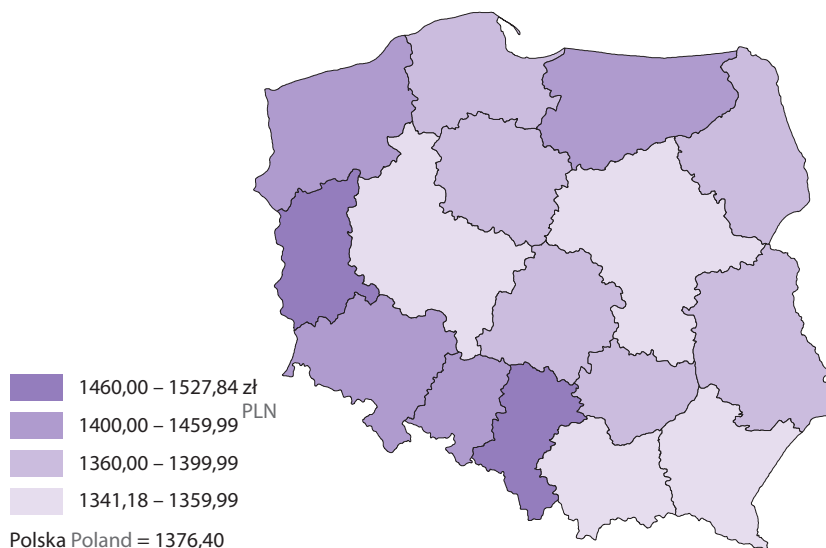 1460,00 – 1527,84 zł
PLN
1400,00 – 1459,99
1360,00 – 1399,99
1341,18 – 1359,99
Polska Poland = 1376,40